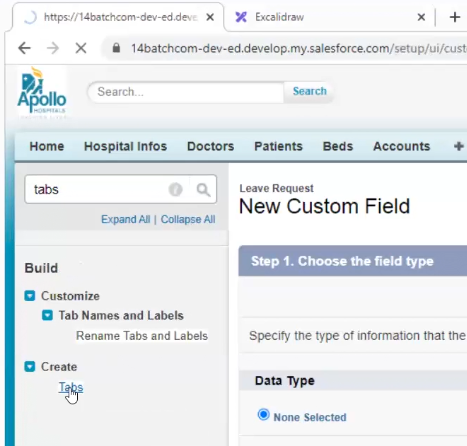 https://14batchcom-dev-ed.deve
Excalidraw
14batchcom-dev-ed.develop.my.salesforce.com/setup/ui/cust
Apollo
HOSPITALS
Search...
Search
Home Hospital Infos Doctors Patients Beds Accounts
tabs
Expand All | Collapse All
Leave Request
New Custom Field
Build
Customize
Tab Names and Labels
Rename Tabs and Labels
Create
Tabs
Step 1. Choose the field type
Specify the type of information that the
Data Type
None Selected